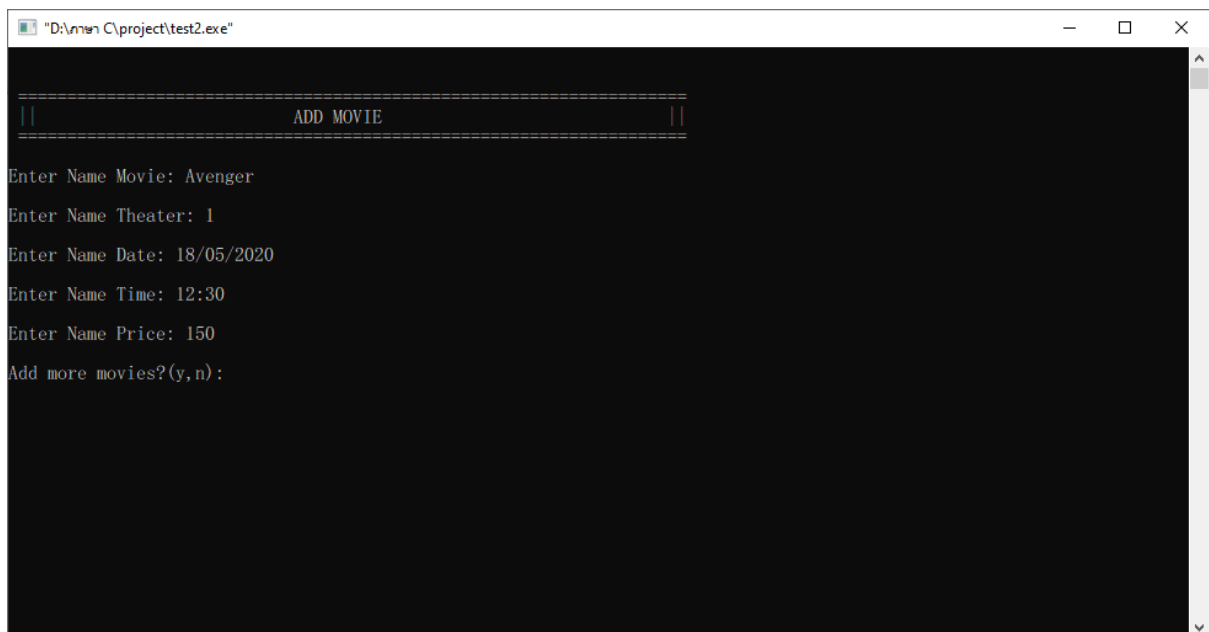 "D:\ภาษา C\project\test2.exe"
====================================================================
|| ADD MOVIE ||
====================================================================
Enter Name Movie: Avenger
Enter Name Theater: 1
Enter Name Date: 18/05/2020
Enter Name Time: 12:30
Enter Name Price: 150
Add more movies?(y,n):